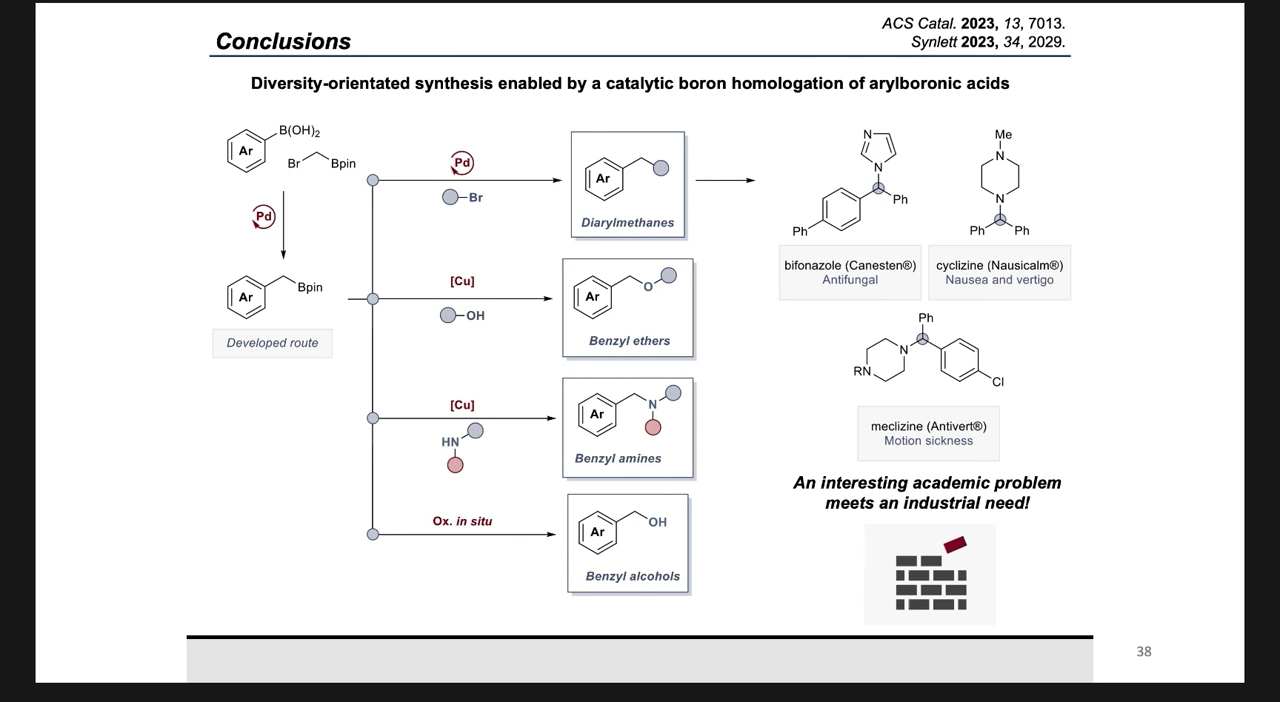 Conclusions
ACS Catal. 2023, 13, 7013.
Synlett 2023, 34, 2029.
Diversity-orientated synthesis enabled by a catalytic boron homologation of arylboronic acids
B(OH)₂
Ar
Br
Bpin
Pd
Ar
Bpin
Developed route
Pd
Br
Ar
Diarylmethanes
[Cu]
OH
Ar
O
Benzyl ethers
[Cu]
HN
Ar
N
Benzyl amines
Ox. in situ
Ar
OH
Benzyl alcohols
N
N
Ph
Ph
bifonazole (Canesten®)
Antifungal
Me
N
N
Ph
Ph
cyclizine (Nausicalm®)
Nausea and vertigo
Ph
N
RN
Cl
meclizine (Antivert®)
Motion sickness
An interesting academic problem
meets an industrial need!
38